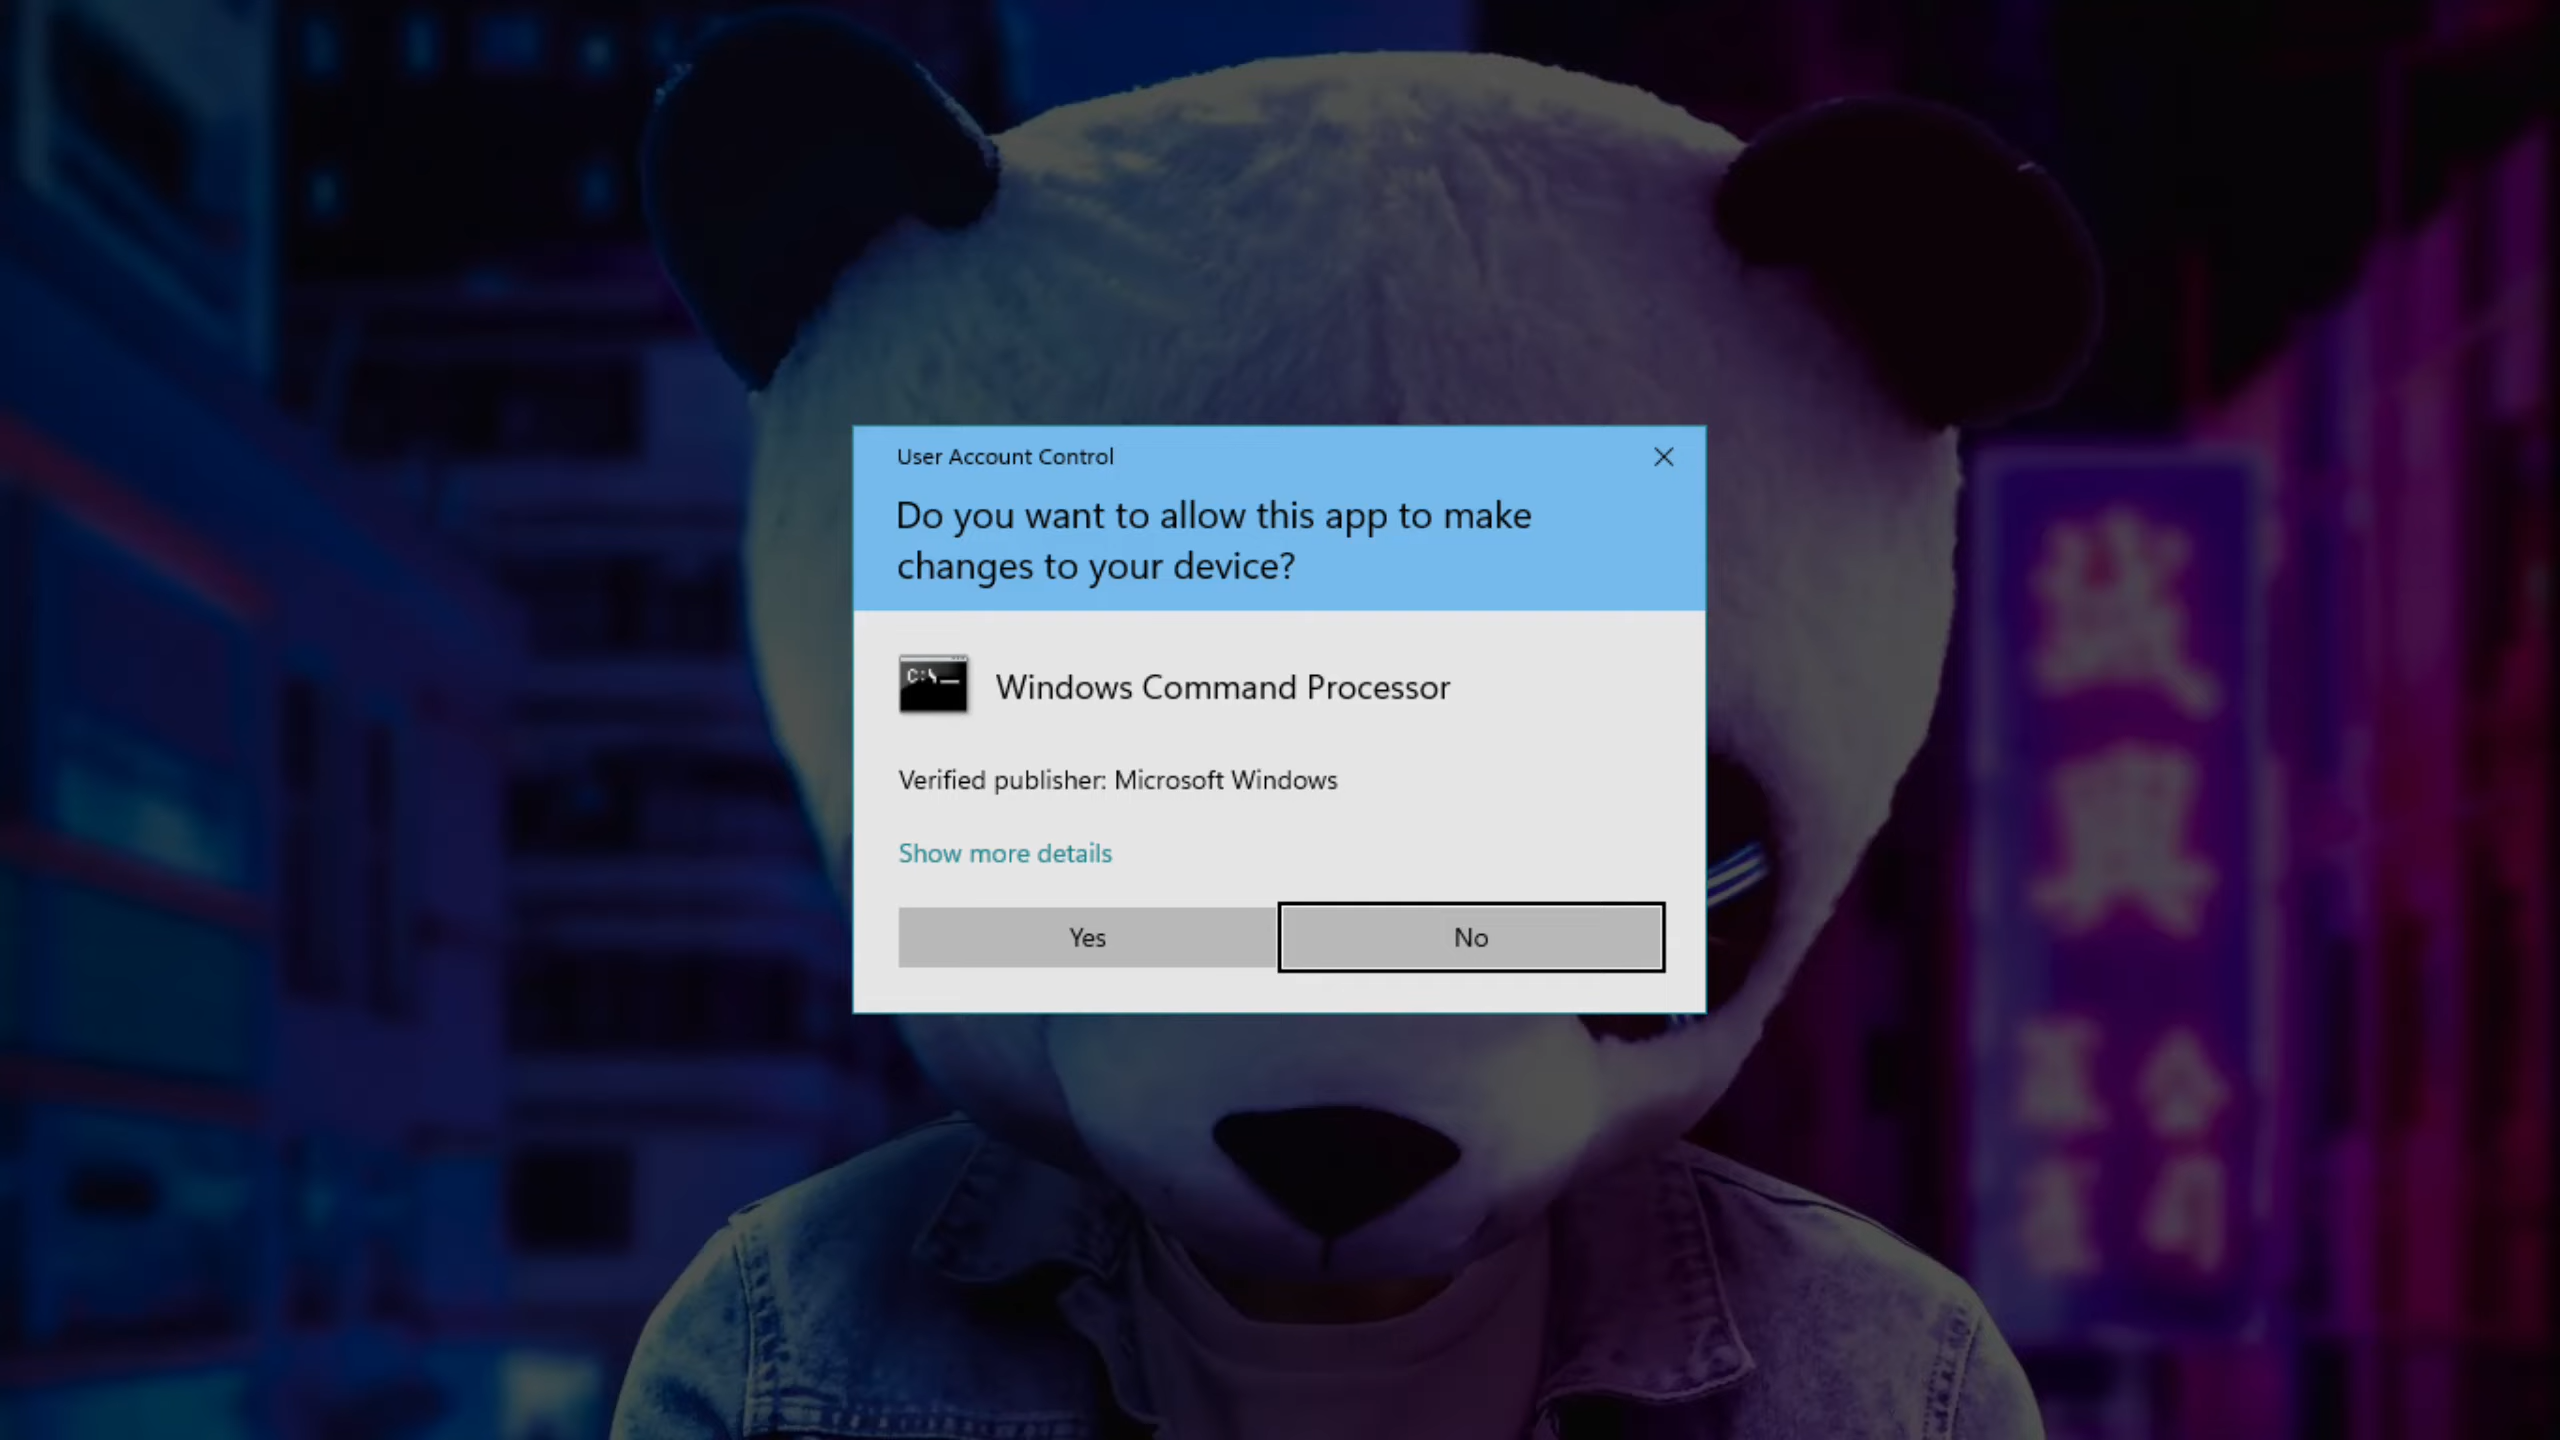 User Account Control
Do you want to allow this app to make
changes to your device?
C:\_
Windows Command Processor
Verified publisher: Microsoft Windows
Show more details
Yes
No